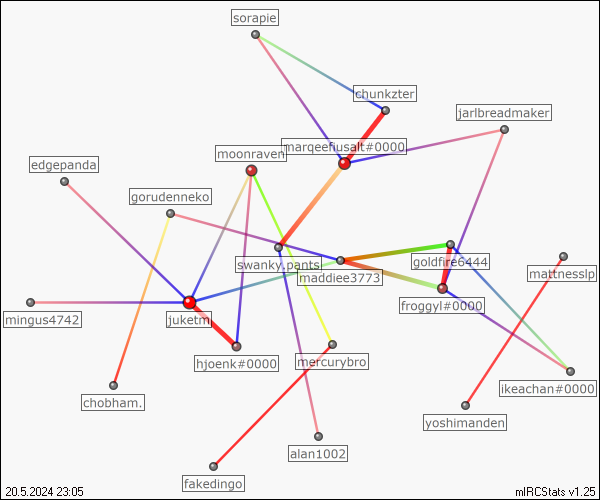 sorapie
chunkzter
jarlbreadmaker
marqeefiusalt#0000
moonraven
edgepanda
gorudenneko
goldfire6444
swanky.pants
mattnesslp
maddiee3773
froggyl#0000
mingus4742
juketm
hjoenk#0000
mercurybro
ikeachan#0000
chobham.
yoshimanden
alan1002
fakedingo
20.5.2024 23:05
mIRCStats v1.25